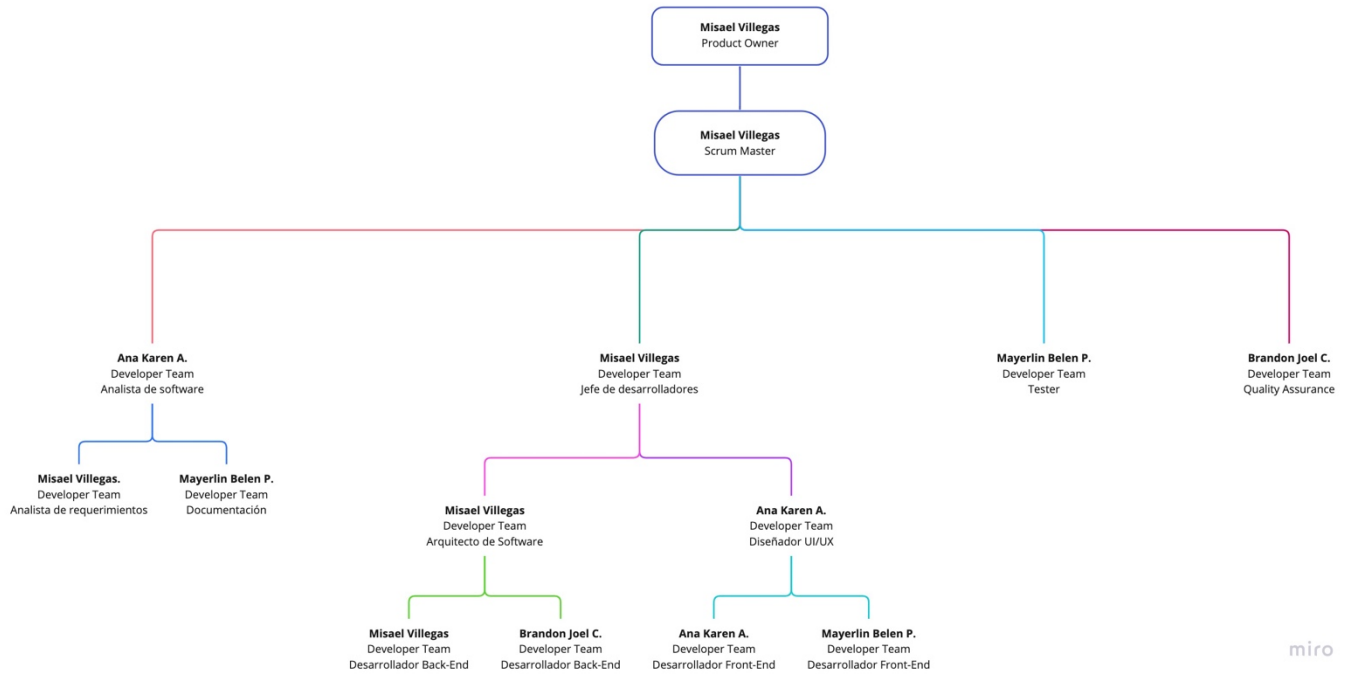 Misael Villegas
Product Owner
Misael Villegas
Scrum Master
Ana Karen A.
Developer Team
Analista de software
Misael Villegas
Developer Team
Jefe de desarrolladores
Mayerlin Belen P.
Developer Team
Tester
Brandon Joel C.
Developer Team
Quality Assurance
Misael Villegas.
Developer Team
Analista de requerimientos
Mayerlin Belen P.
Developer Team
Documentación
Misael Villegas
Developer Team
Arquitecto de Software
Ana Karen A.
Developer Team
Diseñador UI/UX
Misael Villegas
Developer Team
Desarrollador Back-End
Brandon Joel C.
Developer Team
Desarrollador Back-End
Ana Karen A.
Developer Team
Desarrollador Front-End
Mayerlin Belen P.
Developer Team
Desarrollador Front-End
miro